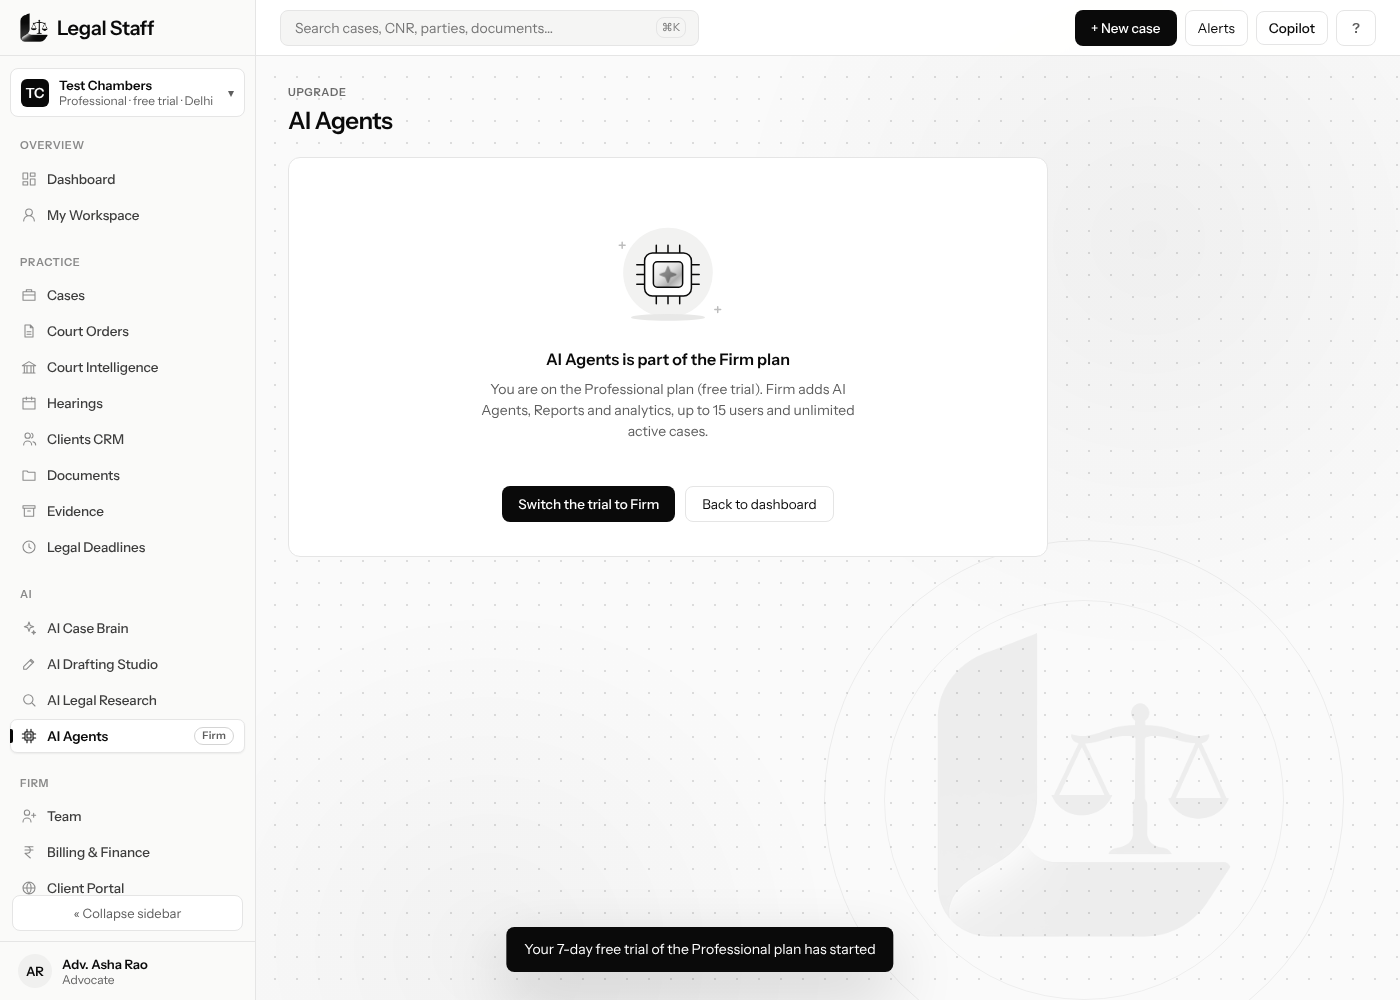 Legal Staff
Search cases, CNR, parties, documents...
⌘K
+ New case
Alerts
Copilot
?
TC
Test Chambers
Professional · free trial · Delhi
▾
OVERVIEW
Dashboard
My Workspace
PRACTICE
Cases
Court Orders
Court Intelligence
Hearings
Clients CRM
Documents
Evidence
Legal Deadlines
AI
AI Case Brain
AI Drafting Studio
AI Legal Research
AI Agents
Firm
FIRM
Team
Billing & Finance
Client Portal
« Collapse sidebar
AR
Adv. Asha Rao
Advocate
UPGRADE
AI Agents
AI Agents is part of the Firm plan
You are on the Professional plan (free trial). Firm adds AI
Agents, Reports and analytics, up to 15 users and unlimited
active cases.
Switch the trial to Firm
Back to dashboard
Your 7-day free trial of the Professional plan has started